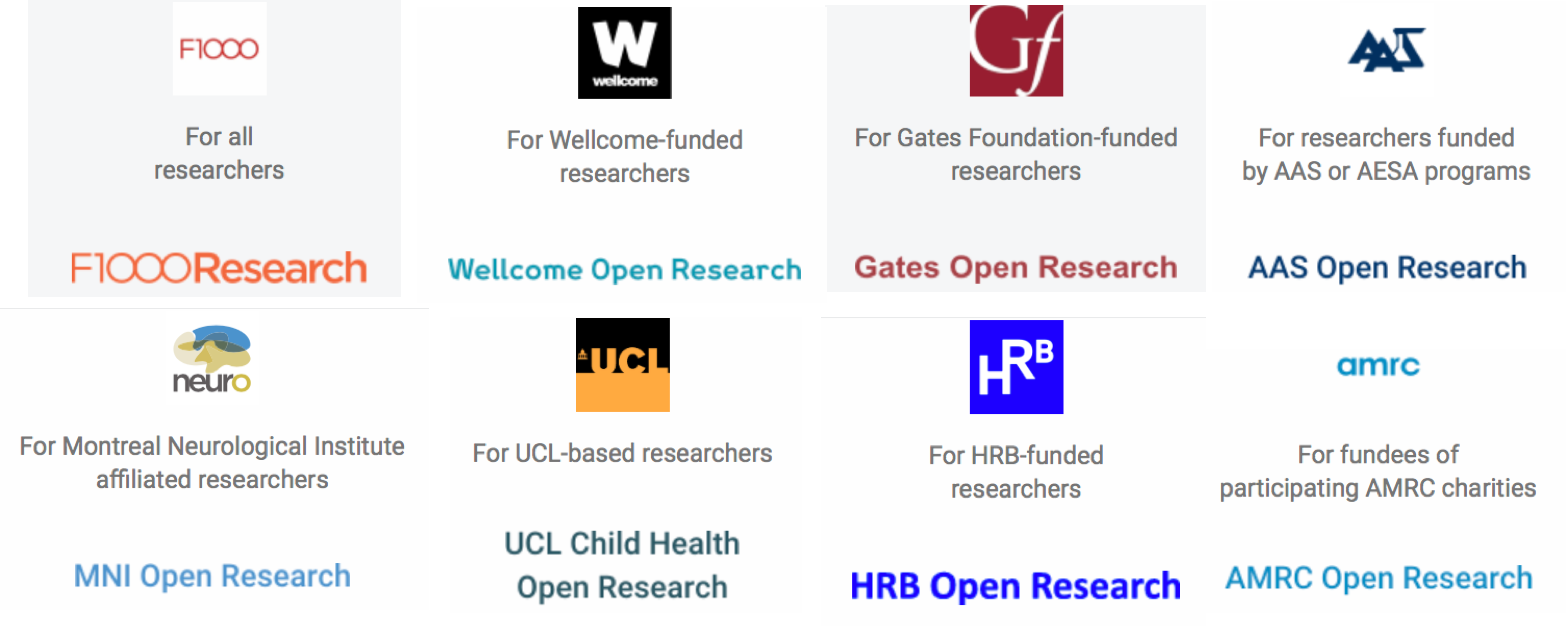 F1000
For all
researchers
F1000Research
W
wellcome
For Wellcome-funded
researchers
Wellcome Open Research
Gf
For Gates Foundation-funded
researchers
Gates Open Research
AAS
For researchers funded
by AAS or AESA programs
AAS Open Research
neuro
For Montreal Neurological Institute
affiliated researchers
MNI Open Research
UCL
For UCL-based researchers
UCL Child Health
Open Research
HRB
For HRB-funded
researchers
HRB Open Research
amrc
For fundees of
participating AMRC charities
AMRC Open Research